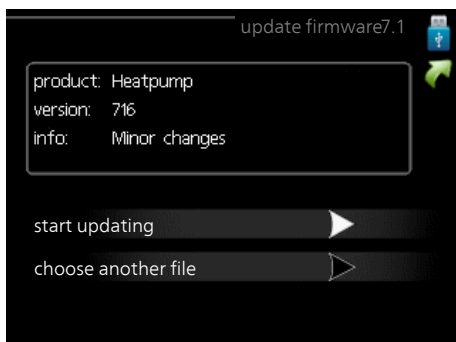 update firmware7.1
product: Heatpump
version: 716
info: Minor changes
start updating
choose another file